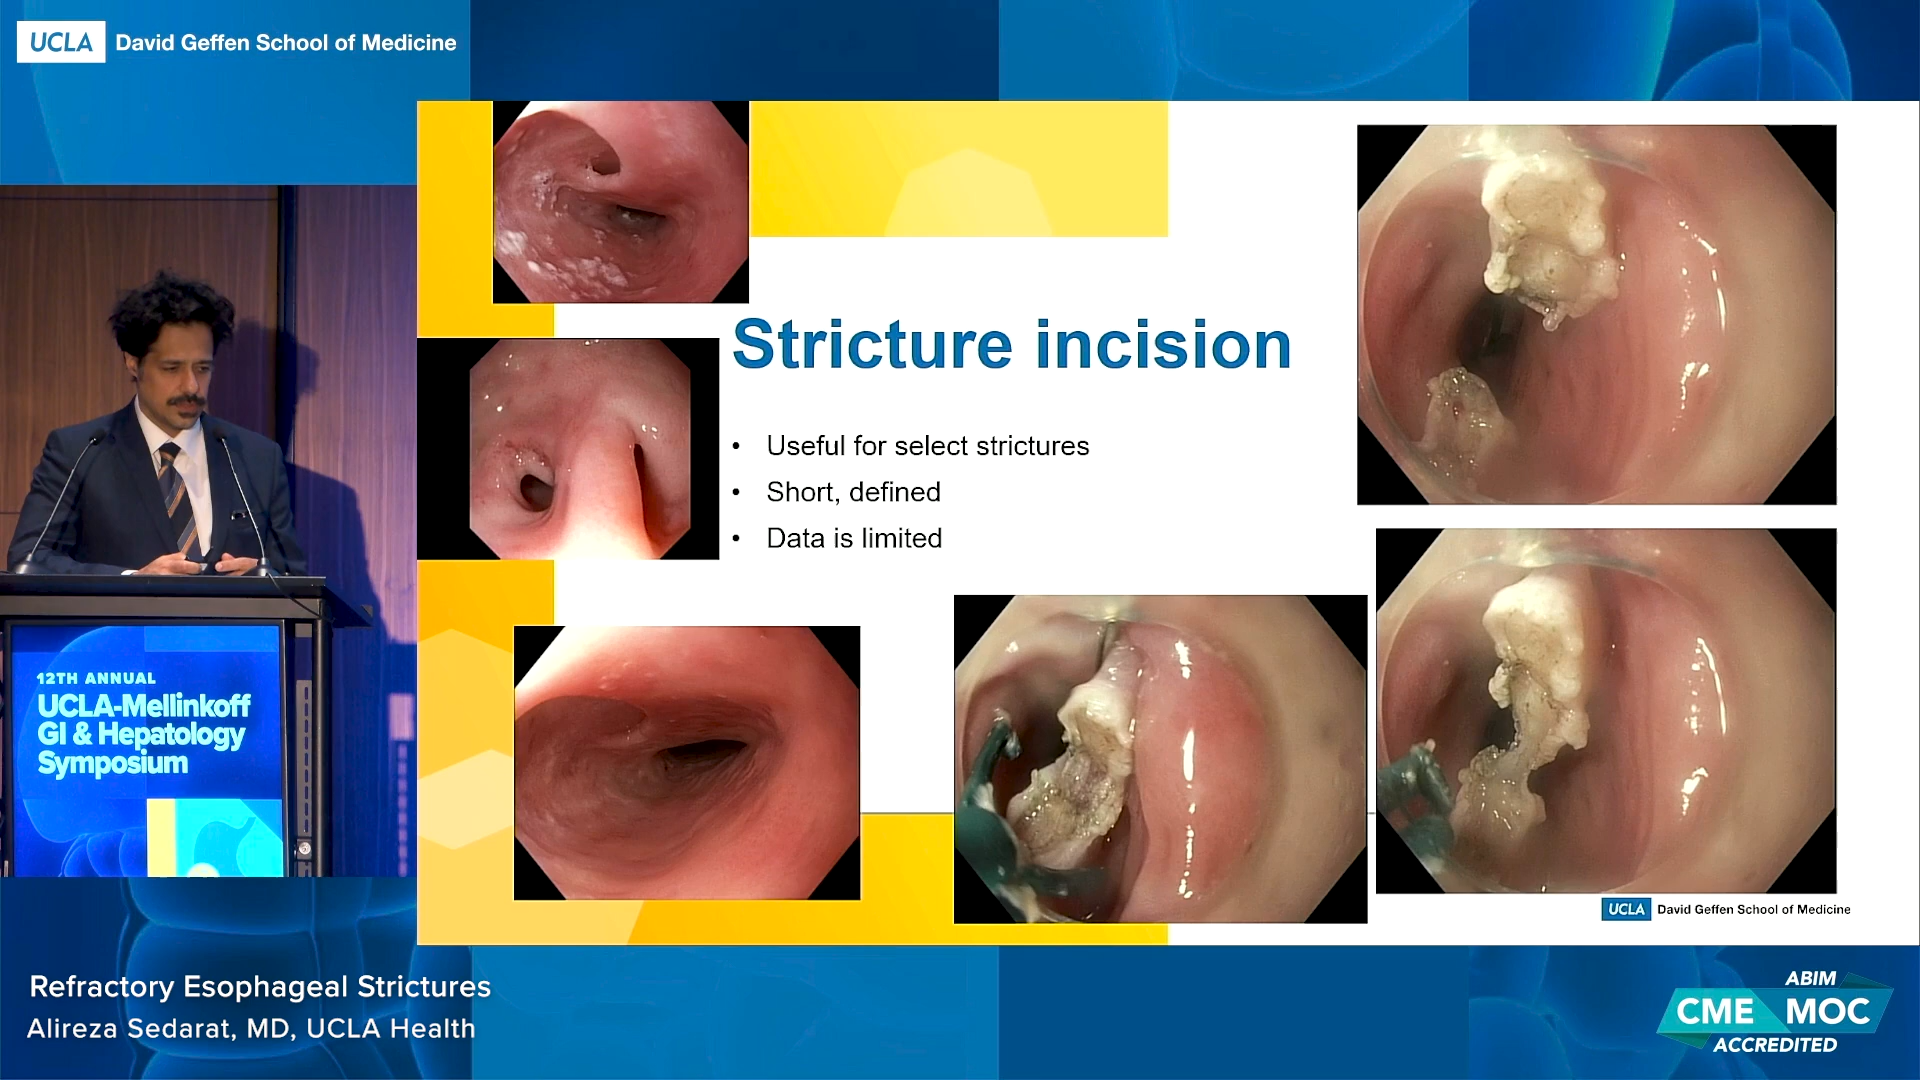 UCLA David Geffen School of Medicine
Stricture incision
• Useful for select strictures
• Short, defined
• Data is limited
12TH ANNUAL
UCLA-Mellinkoff
GI & Hepatology
Symposium
UCLA David Geffen School of Medicine
Refractory Esophageal Strictures
Alireza Sedarat, MD, UCLA Health
ABIM
CME MOC
ACCREDITED